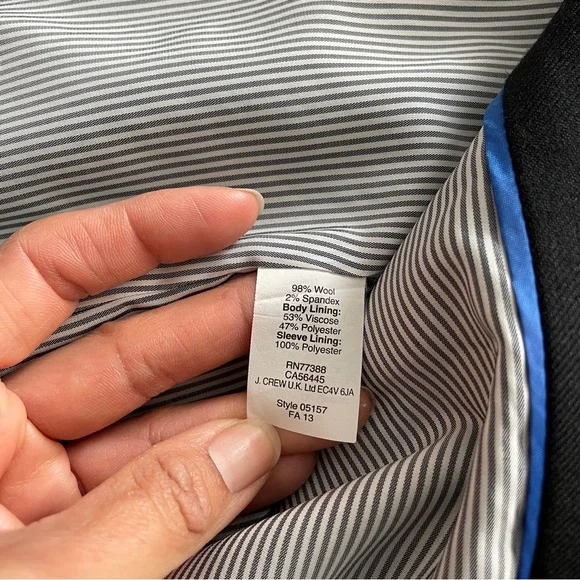 98% Wool
2% Spandex
Body Lining:
53% Viscose
47% Polyester
Sleeve Lining:
100% Polyester
RN77388
CA56445
J. CREW U.K. Ltd EC4V 6JA
Style 05157
FA 13